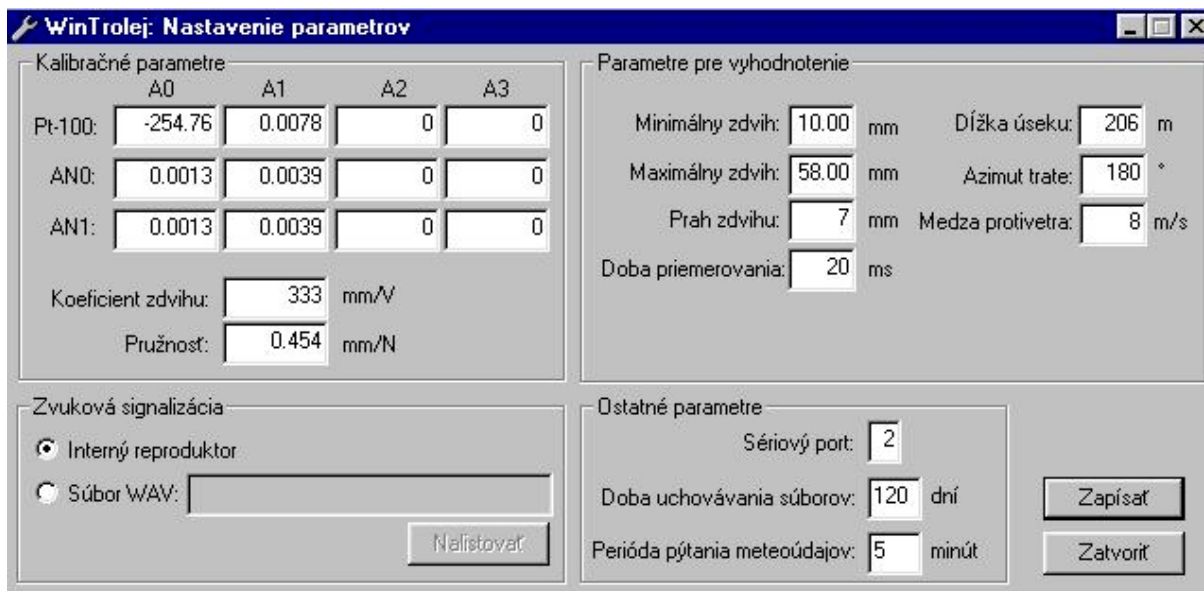 WinTrolej: Nastavenie parametrov
Kalibračné parametre
A0 A1 A2 A3
Pt-100: -254.76 0.0078 0 0
AN0: 0.0013 0.0039 0 0
AN1: 0.0013 0.0039 0 0
Koeficient zdvihu: 333 mm/V
Pružnosť: 0.454 mm/N
Parametre pre vyhodnotenie
Minimálny zdvih: 10.00 mm Dĺžka úseku: 206 m
Maximálny zdvih: 58.00 mm Azimut trate: 180 °
Prah zdvihu: 7 mm Medza protivetra: 8 m/s
Doba priemerovania: 20 ms
Zvuková signalizácia
Interný reproduktor
Súbor WAV:
Nalistovať
Ostatné parametre
Sériový port: 2
Doba uchovávania súborov: 120 dní
Perióda pýtania meteoúdajov: 5 minút
Zapísať
Zatvoriť